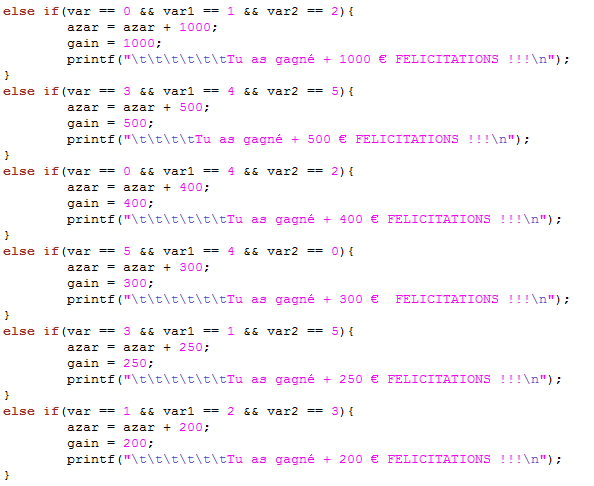 else if(var == 0 && var1 == 1 && var2 == 2){
azar = azar + 1000;
gain = 1000;
printf("\t\t\t\t\t\tTu as gagné + 1000 € FELICITATIONS !!!\n");
}
else if(var == 3 && var1 == 4 && var2 == 5){
azar = azar + 500;
gain = 500;
printf("\t\t\t\tTu as gagné + 500 € FELICITATIONS !!!\n");
}
else if(var == 0 && var1 == 4 && var2 == 2){
azar = azar + 400;
gain = 400;
printf("\t\t\t\t\t\tTu as gagné + 400 € FELICITATIONS !!!\n");
}
else if(var == 5 && var1 == 4 && var2 == 0){
azar = azar + 300;
gain = 300;
printf("\t\t\t\t\t\tTu as gagné + 300 €  FELICITATIONS !!!\n");
}
else if(var == 3 && var1 == 1 && var2 == 5){
azar = azar + 250;
gain = 250;
printf("\t\t\t\t\t\tTu as gagné + 250 € FELICITATIONS !!!\n");
}
else if(var == 1 && var1 == 2 && var2 == 3){
azar = azar + 200;
gain = 200;
printf("\t\t\t\t\t\tTu as gagné + 200 € FELICITATIONS !!!\n");
}